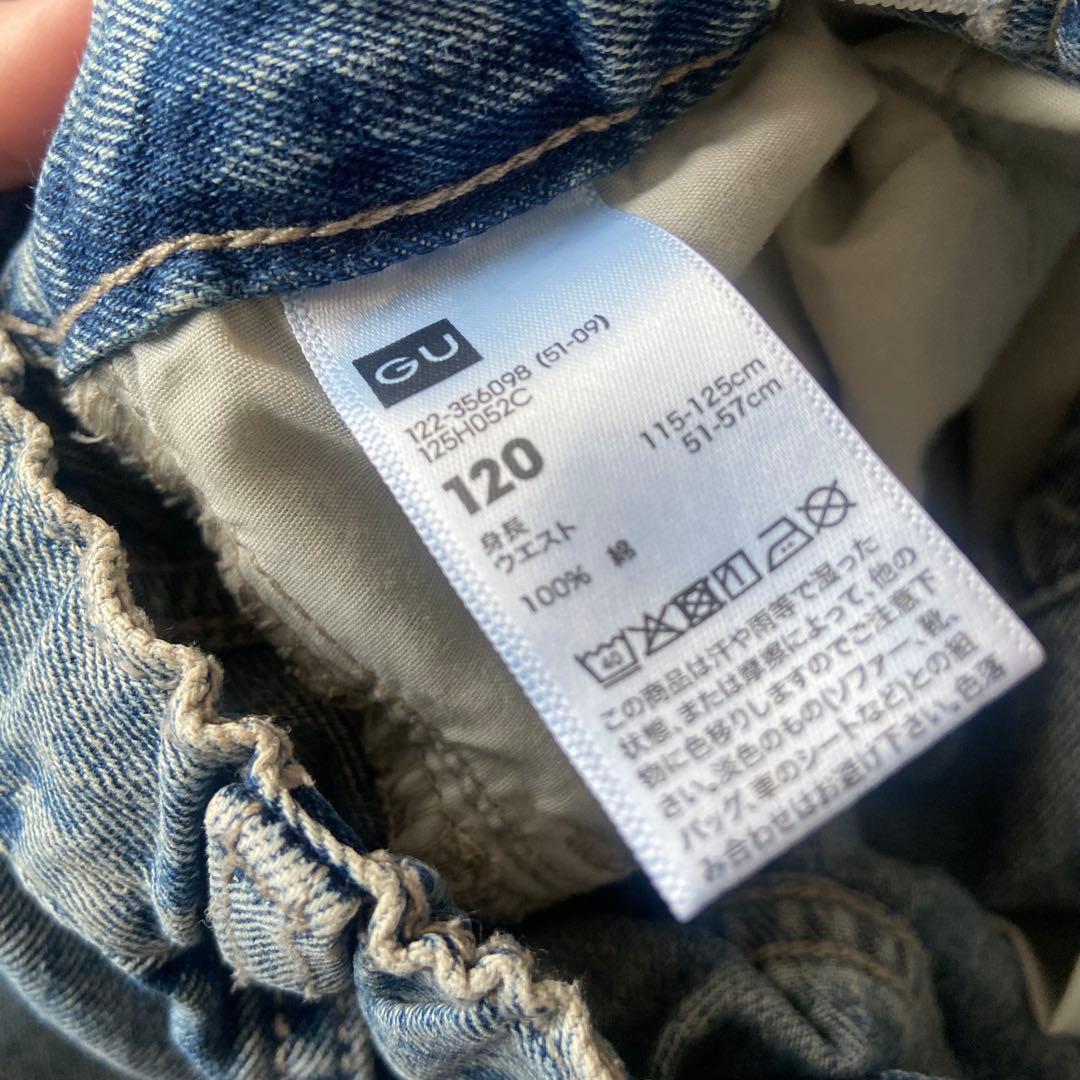 GU
122-356098 (51-09)
125H052C
120
身長 115-125cm
ウエスト 51-57cm
100% 綿
40
この商品は汗や雨等で湿った
状態、または摩擦によって、他の
物に色移りしますのでご注意下
さい。淡色のもの(ソファー、靴、
バッグ、車のシートなど)との組
み合わせはお避け下さい。色落